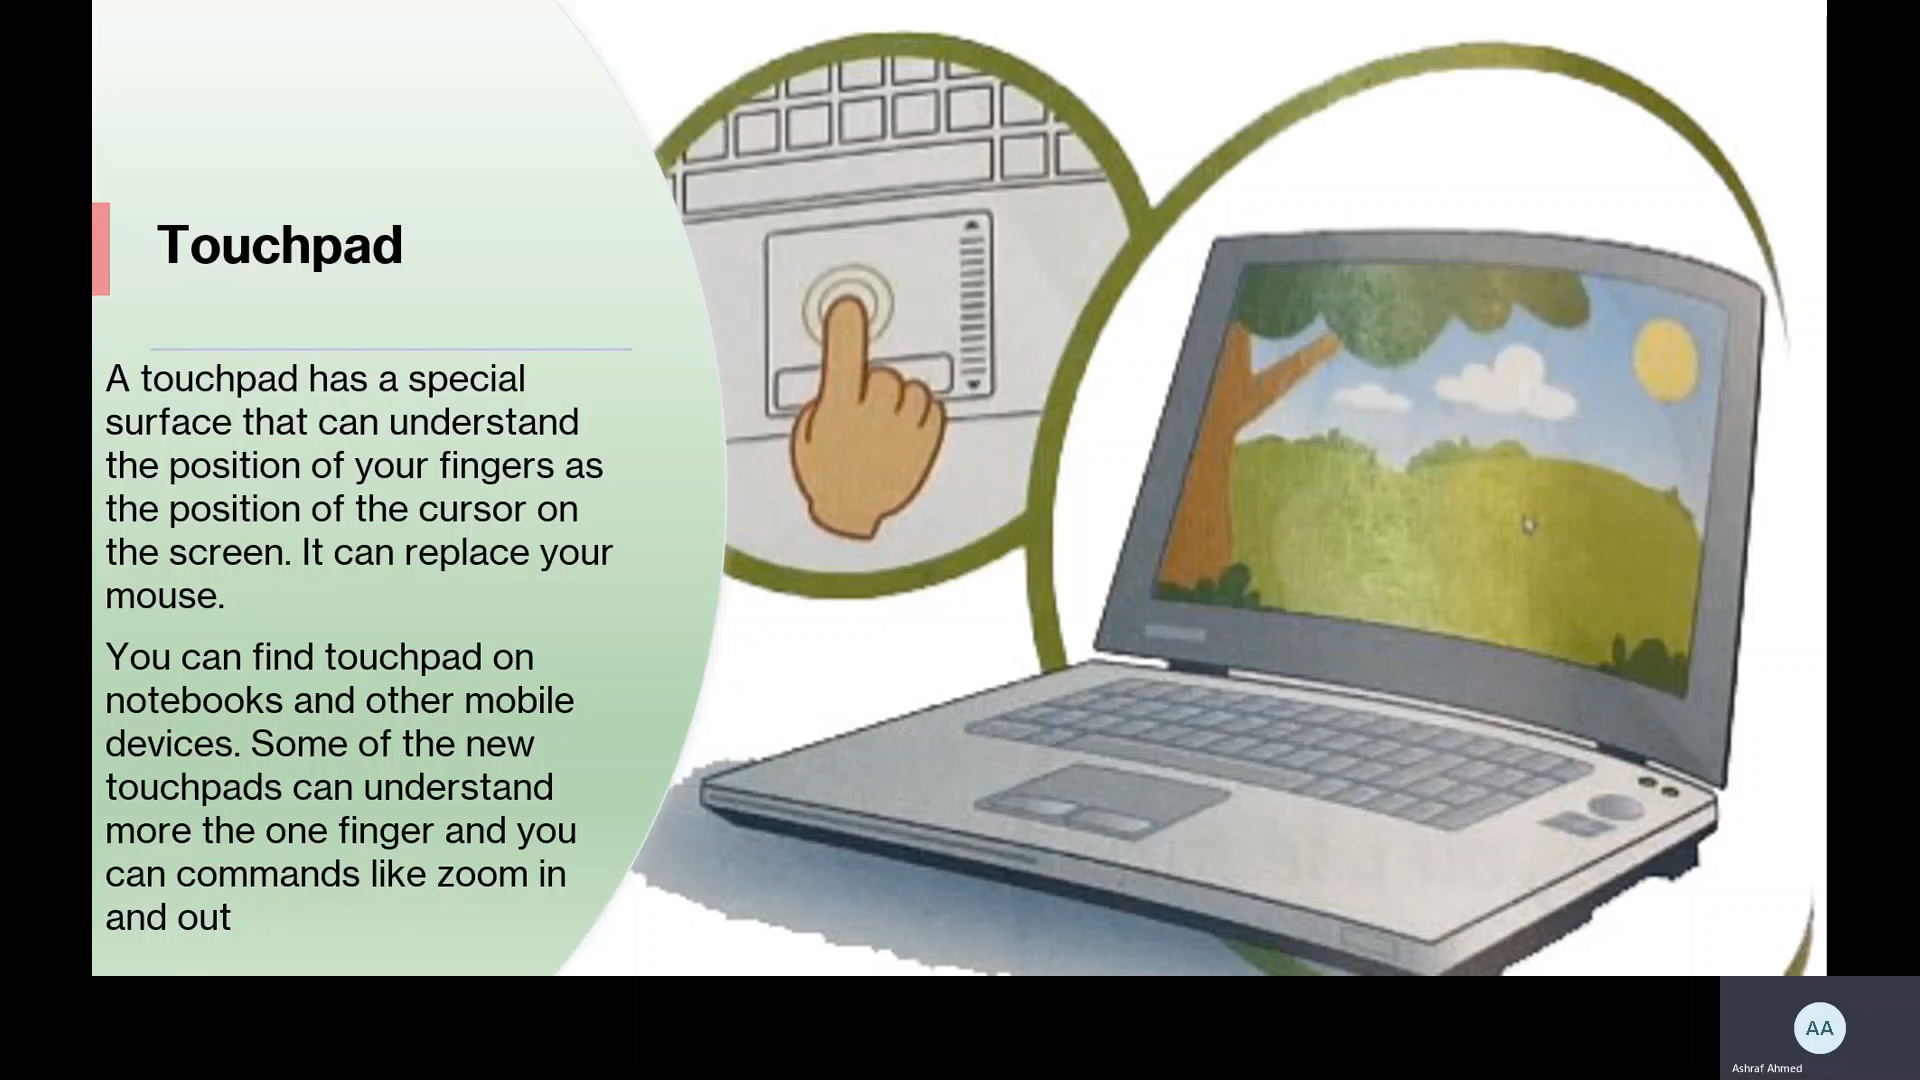 Touchpad
A touchpad has a special
surface that can understand
the position of your fingers as
the position of the cursor on
the screen. It can replace your
mouse.
You can find touchpad on
notebooks and other mobile
devices. Some of the new
touchpads can understand
more the one finger and you
can commands like zoom in
and out
AA
Ashraf Ahmed